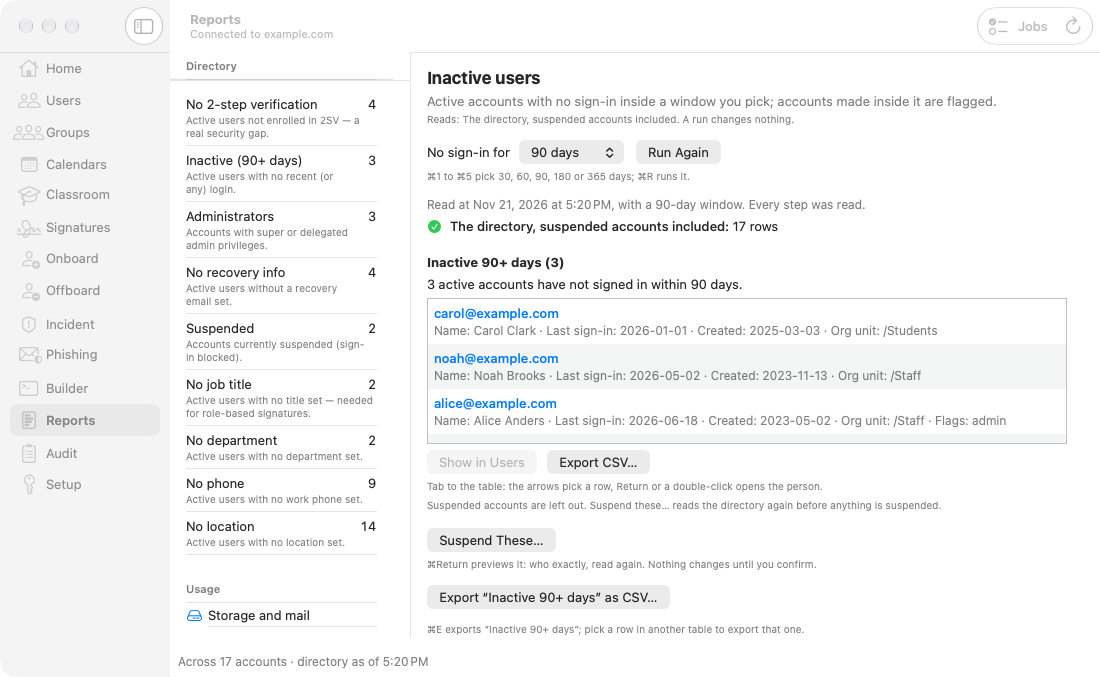 Reports
Connected to example.com
Jobs
Home
Users
Groups
Calendars
Classroom
Signatures
Onboard
Offboard
Incident
Phishing
Builder
Reports
Audit
Setup
Directory
No 2-step verification 4
Active users not enrolled in 2SV — a
real security gap.
Inactive (90+ days) 3
Active users with no recent (or
any) login.
Administrators 3
Accounts with super or delegated
admin privileges.
No recovery info 4
Active users without a recovery
email set.
Suspended 2
Accounts currently suspended (sign-
in blocked).
No job title 2
Active users with no title set — needed
for role-based signatures.
No department 2
Active users with no department set.
No phone 9
Active users with no work phone set.
No location 14
Active users with no location set.
Usage
Storage and mail
Across 17 accounts · directory as of 5:20 PM
Inactive users
Active accounts with no sign-in inside a window you pick; accounts made inside it are flagged.
Reads: The directory, suspended accounts included. A run changes nothing.
No sign-in for 90 days Run Again
⌘1 to ⌘5 pick 30, 60, 90, 180 or 365 days; ⌘R runs it.
Read at Nov 21, 2026 at 5:20 PM, with a 90-day window. Every step was read.
The directory, suspended accounts included: 17 rows
Inactive 90+ days (3)
3 active accounts have not signed in within 90 days.
carol@example.com
Name: Carol Clark · Last sign-in: 2026-01-01 · Created: 2025-03-03 · Org unit: /Students
noah@example.com
Name: Noah Brooks · Last sign-in: 2026-05-02 · Created: 2023-11-13 · Org unit: /Staff
alice@example.com
Name: Alice Anders · Last sign-in: 2026-06-18 · Created: 2023-05-02 · Org unit: /Staff · Flags: admin
Show in Users Export CSV...
Tab to the table: the arrows pick a row, Return or a double-click opens the person.
Suspended accounts are left out. Suspend these... reads the directory again before anything is suspended.
Suspend These...
⌘Return previews it: who exactly, read again. Nothing changes until you confirm.
Export “Inactive 90+ days” as CSV...
⌘E exports “Inactive 90+ days”; pick a row in another table to export that one.